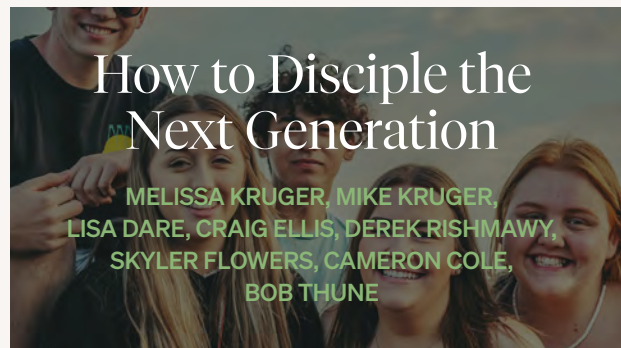 How to Disciple the
Next Generation
MELISSA KRUGER, MIKE KRUGER,
LISA DARE, CRAIG ELLIS, DEREK RISHMAWY,
SKYLER FLOWERS, CAMERON COLE,
BOB THUNE